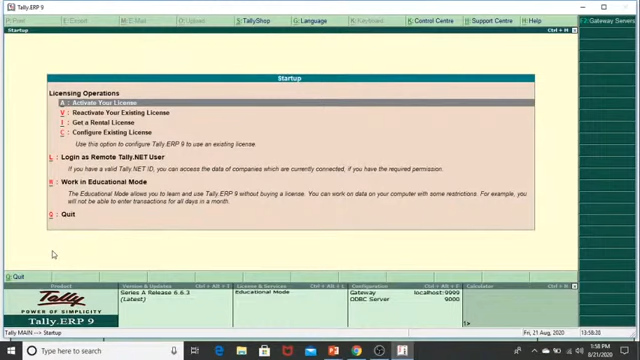 Tally.ERP 9
P: Print
E: Export
M: E-Mail
O: Upload
S: TallyShop
G: Language
K: Keyboard
K: Control Centre
H: Support Centre
H: Help
F2: Gateway Servers
Startup
Ctrl + M
Startup
Licensing Operations
A : Activate Your License
V : Reactivate Your Existing License
I : Get a Rental License
C : Configure Existing License
Use this option to configure Tally.ERP 9 to use an existing license
L : Login as Remote Tally.NET User
If you have a valid Tally.NET ID, you can access the data of companies which are currently connected, if you have the required permission.
W : Work in Educational Mode
The Educational Mode allows you to learn and use Tally.ERP 9 without buying a license. You can work on data on your computer with some restrictions. For example, you
will not be able to enter transactions for all days in a month.
Q : Quit
Q: Quit
Product
Version & Updates
Ctrl + Alt + T
License & Services
Ctrl + Alt + L
Configuration
Ctrl + Alt + F
Calculator
Ctrl + N
Tally
POWER OF SIMPLICITY
Tally.ERP 9
Series A Release 6.6.3
(Latest)
Educational Mode
Gateway localhost:9999
ODBC Server 9000
1>
Tally MAIN --> Startup
Fri, 21 Aug, 2020
13:58:28
Type here to search
1:58 PM
8/21/2020